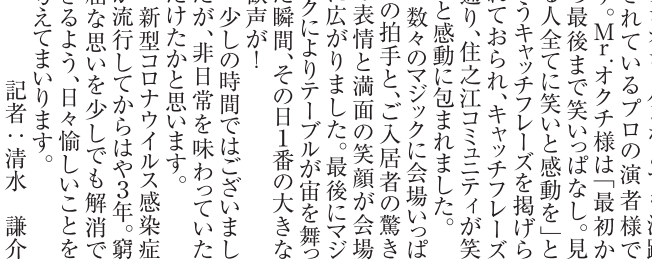 されているプロの演者様で
す。Mr.オクチ様は「最初か
ら最後まで笑いっぱなし。見
る人全てに笑いと感動を」と
うキャッチフレーズを掲げら
れておられ、キャッチフレーズ
通り、住之江コミュニティが笑
と感動に包まれました。
数々のマジックに会場いっぱ
の拍手と、ご入居者の驚き
表情と満面の笑顔が会場
に広がりました。最後にマジ
クによりテーブルが宙を舞っ
た瞬間、その日1番の大きな
歓声が!
少しの時間ではございまし
たが、非日常を味わっていた
だけたかと思います。
新型コロナウイルス感染症
が流行してからはや3年。窮
屈な思いを少しでも解消で
きるよう、日々愉しいことを
考えてまいります。
記者:清水 謙介